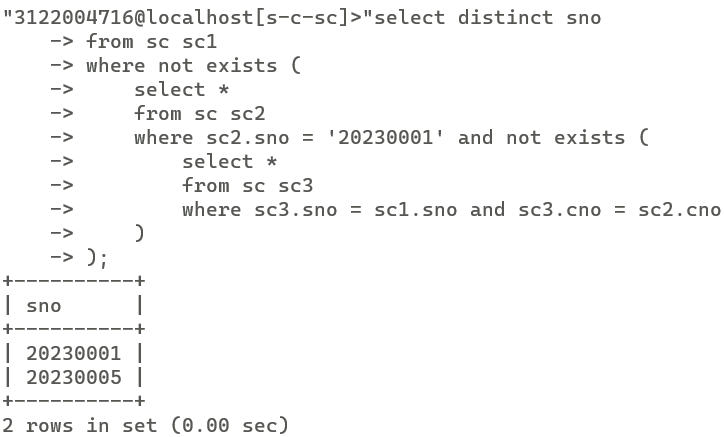 "3122004716@localhost[s-c-sc]>"select distinct sno
    -> from sc sc1
    -> where not exists (
    ->     select *
    ->     from sc sc2
    ->     where sc2.sno = '20230001' and not exists (
    ->         select *
    ->         from sc sc3
    ->         where sc3.sno = sc1.sno and sc3.cno = sc2.cno
    ->     )
    -> );
+----------+
| sno      |
+----------+
| 20230001 |
| 20230005 |
+----------+
2 rows in set (0.00 sec)